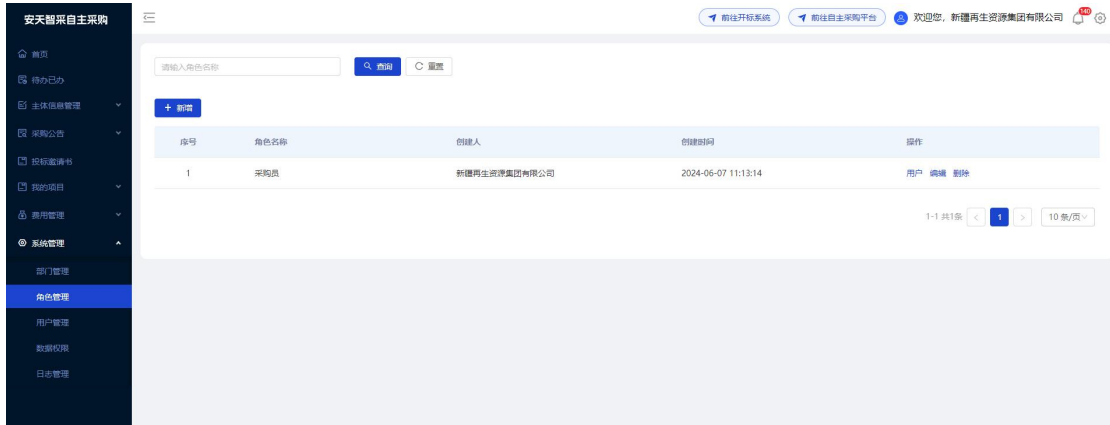 安天智采自主采购
前往开标系统
前往自主采购平台
欢迎您，新疆再生资源集团有限公司
140
首页
待办已办
主体信息管理
采购公告
投标邀请书
我的项目
费用管理
系统管理
部门管理
角色管理
用户管理
数据权限
日志管理
请输入角色名称
查询
重置
+ 新增
序号 角色名称 创建人 创建时间 操作
1 采购员 新疆再生资源集团有限公司 2024-06-07 11:13:14 用户 编辑 删除
1-1 共1条 < 1 > 10 条/页